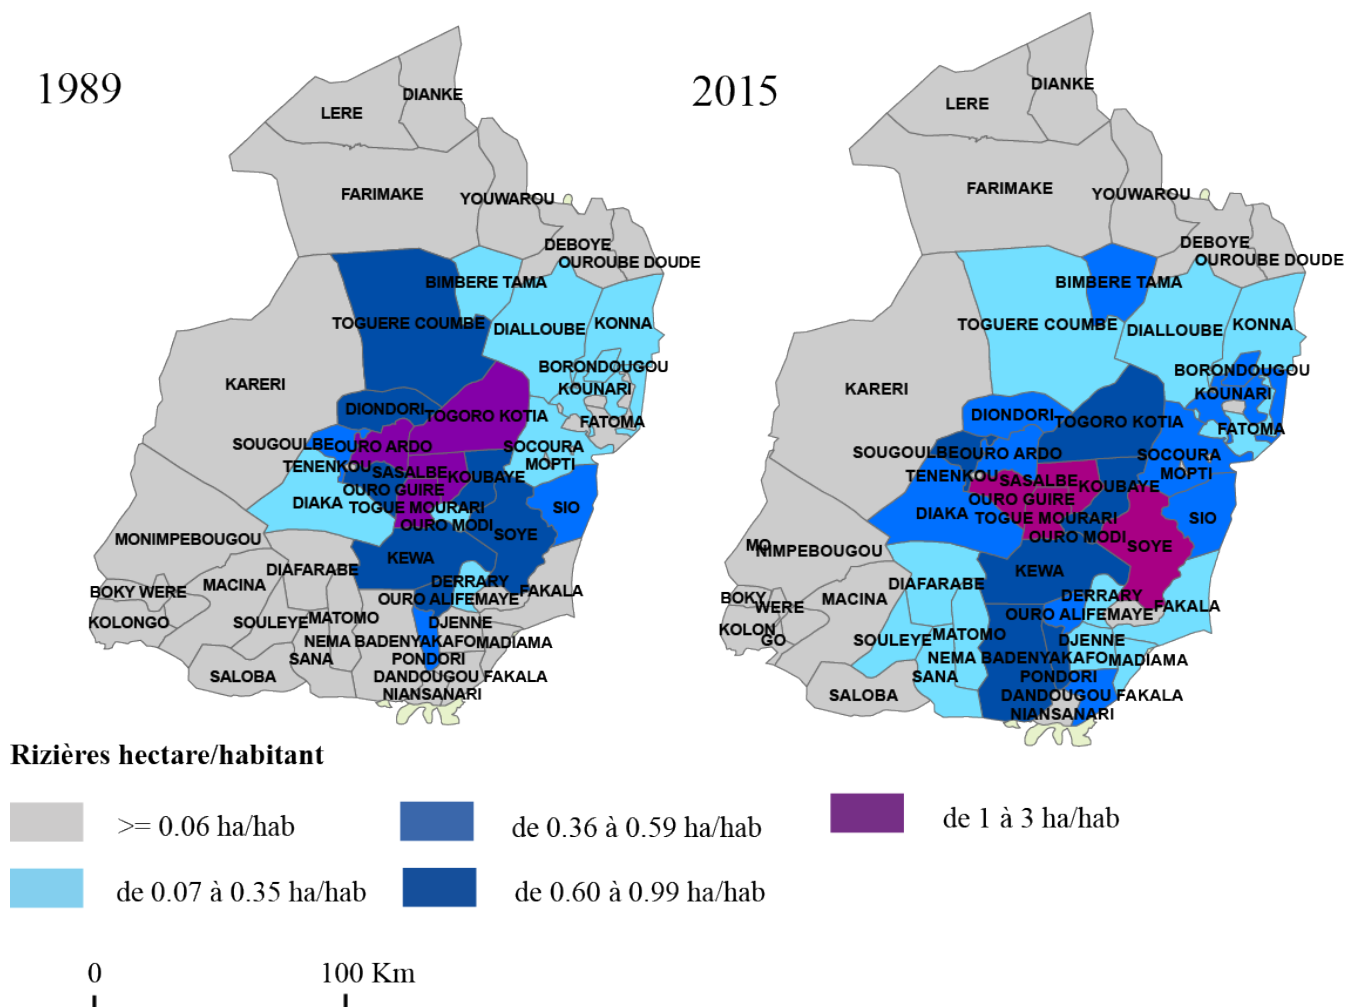 1989
LERE
DIANKE
FARIMAKE
YOUWAROU
DEBOYE
OUROUBE DOUDE
BIMBERE TAMA
TOGUERE COUMBE
DIALLOUBE
KONNA
BORONDOUGOU
KARERI
KOUNARI
DIONDORI
TOGORO KOTIA
FATOMA
SOUGOULBE
OURO ARDO
SOCOURA
TENENKOU
SASALBE
MOPTI
KOUBAYE
OURO GUIRE
DIAKA
TOGUE MOURARI
SIO
OURO MODI
SOYE
MONIMPEBOUGOU
KEWA
DIAFARABE
DERRARY
BOKY WERE
MACINA
OURO ALI
FEMAYE
FAKALA
KOLONGO
SOULEYE
MATOMO
DJENNE
NEMA BADENYAKAFO
MADIAMA
SANA
PONDORI
SALOBA
DANDOUGOU FAKALA
NIANSANARI
2015
LERE
DIANKE
FARIMAKE
YOUWAROU
DEBOYE
OUROUBE DOUDE
BIMBERE TAMA
TOGUERE COUMBE
DIALLOUBE
KONNA
BORONDOUGOU
KARERI
KOUNARI
DIONDORI
TOGORO KOTIA
FATOMA
SOUGOULBE
OURO ARDO
SOCOURA
TENENKOU
SASALBE
MOPTI
KOUBAYE
OURO GUIRE
DIAKA
TOGUE MOURARI
SIO
OURO MODI
SOYE
MO
NIMPEBOUGOU
KEWA
DIAFARABE
DERRARY
BOKY
WERE
MACINA
OURO ALI
FEMAYE
FAKALA
KOLON
GO
SOULEYE
MATOMO
DJENNE
NEMA BADENYAKAFO
MADIAMA
SANA
PONDORI
SALOBA
DANDOUGOU FAKALA
NIANSANARI
Rizières hectare/habitant
>= 0.06 ha/hab
de 0.36 à 0.59 ha/hab
de 1 à 3 ha/hab
de 0.07 à 0.35 ha/hab
de 0.60 à 0.99 ha/hab
0
100 Km